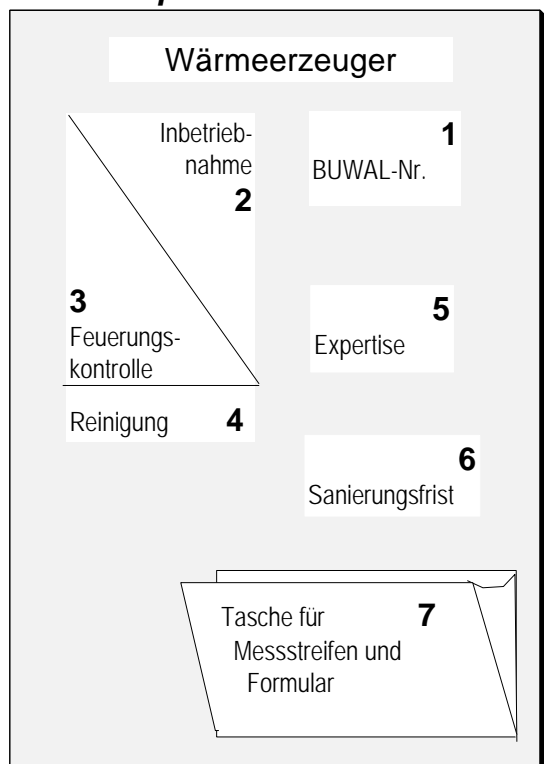 Wärmeerzeuger
Inbetrieb-
nahme
2
1
BUWAL-Nr.
3
Feuerungs-
kontrolle
5
Expertise
Reinigung 4
6
Sanierungsfrist
Tasche für 7
Messstreifen und
Formular